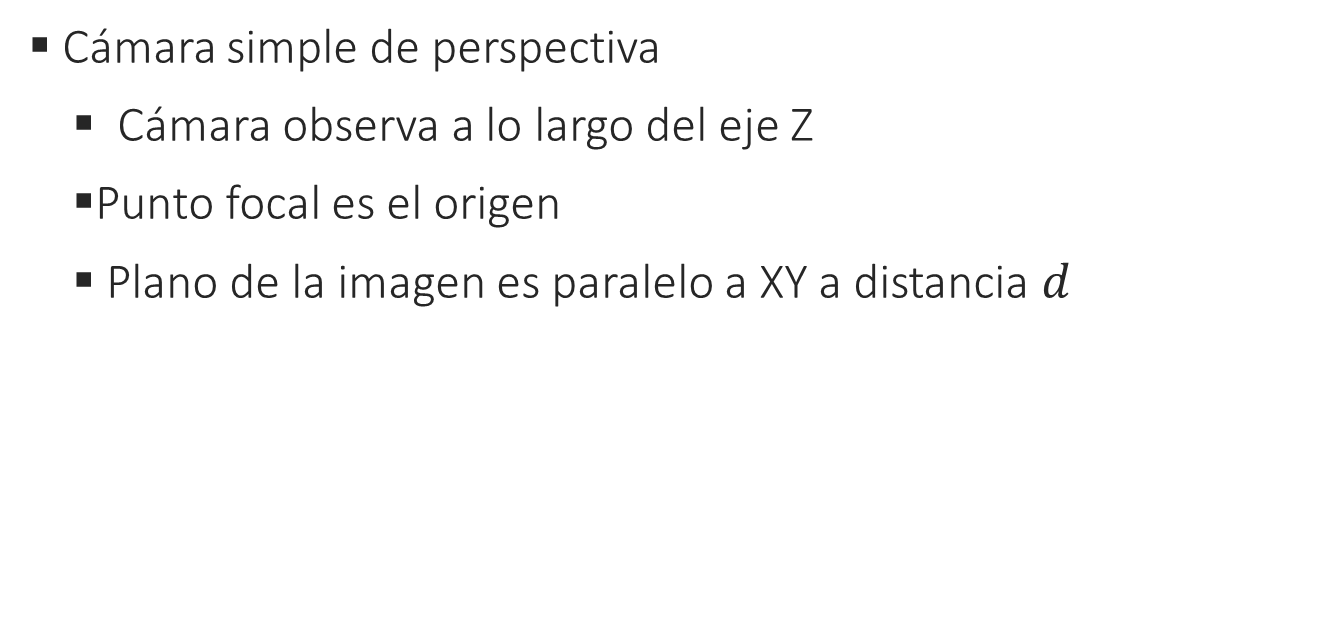 ▪ Cámara simple de perspectiva
▪ Cámara observa a lo largo del eje Z
▪Punto focal es el origen
▪ Plano de la imagen es paralelo a XY a distancia d